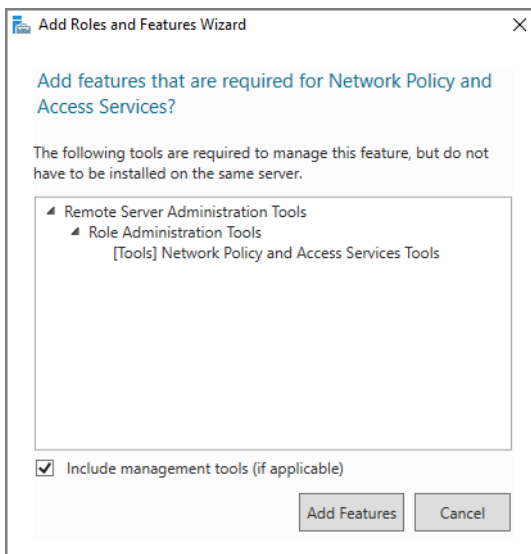 Add Roles and Features Wizard
Add features that are required for Network Policy and
Access Services?
The following tools are required to manage this feature, but do not
have to be installed on the same server.
Remote Server Administration Tools
Role Administration Tools
[Tools] Network Policy and Access Services Tools
Include management tools (if applicable)
Add Features
Cancel